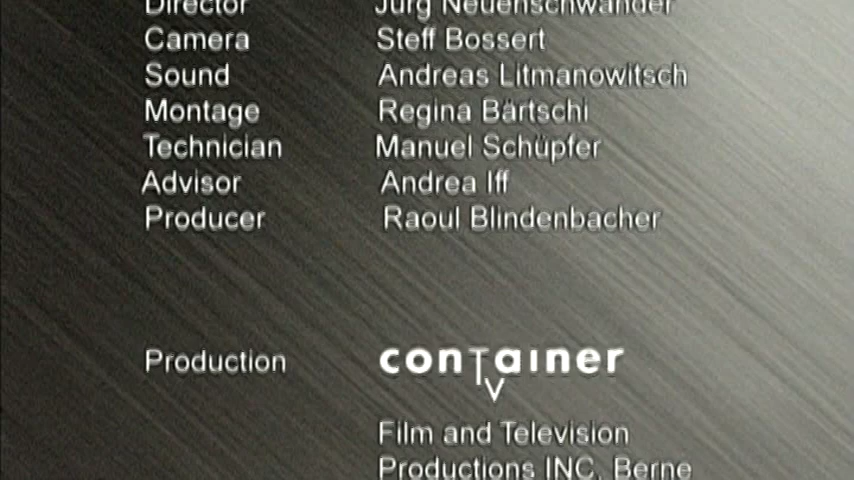 Director Jürg Neuenschwander
Camera Steff Bossert
Sound Andreas Litmanowitsch
Montage Regina Bärtschi
Technician Manuel Schüpfer
Advisor Andrea Iff
Producer Raoul Blindenbacher
Production conTainer
V
Film and Television
Productions INC, Berne